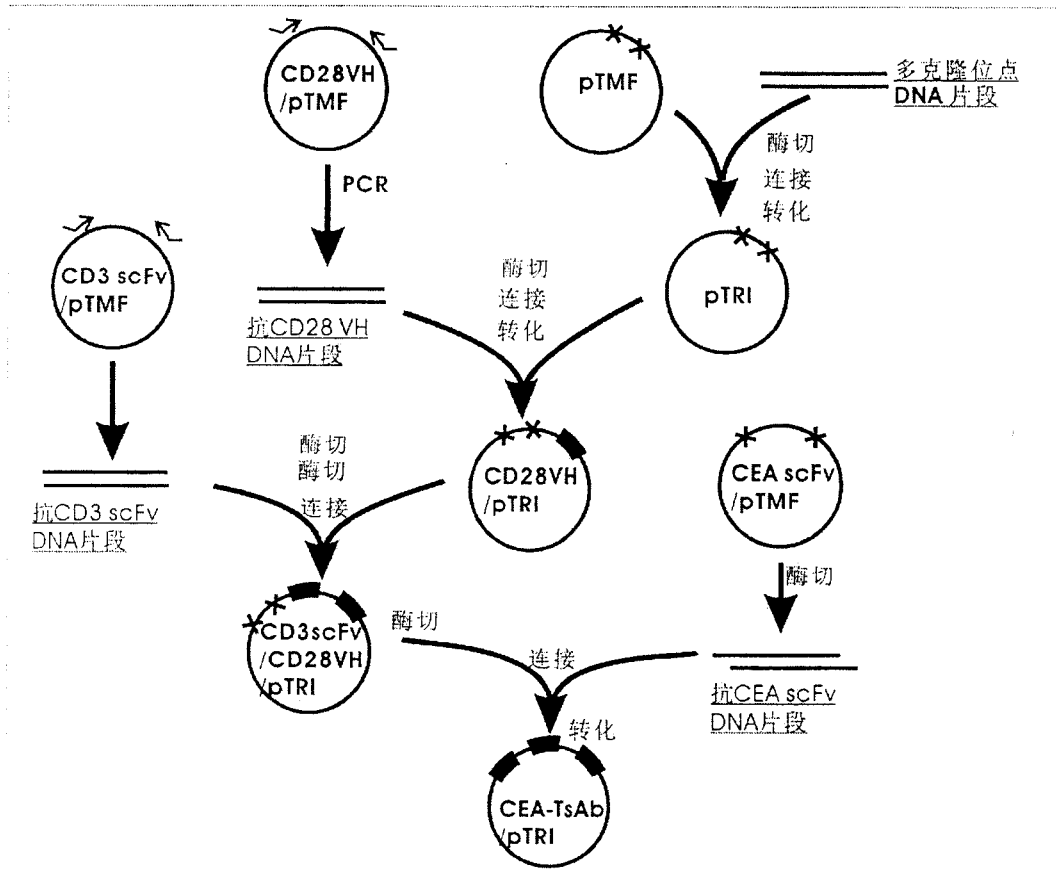 CD28VH
/pTMF
pTMF
多克隆位点
DNA 片段
酶切
连接
转化
PCR
CD3 scFv
/pTMF
pTRI
酶切
连接
转化
抗CD28 VH
DNA片段
酶切
酶切
连接
CD28VH
/pTRI
CEA scFv
/pTMF
抗CD3 scFv
DNA片段
酶切
CD3scFv
/CD28VH
/pTRI
酶切
连接
抗CEA scFv
DNA片段
转化
CEA-TsAb
/pTRI